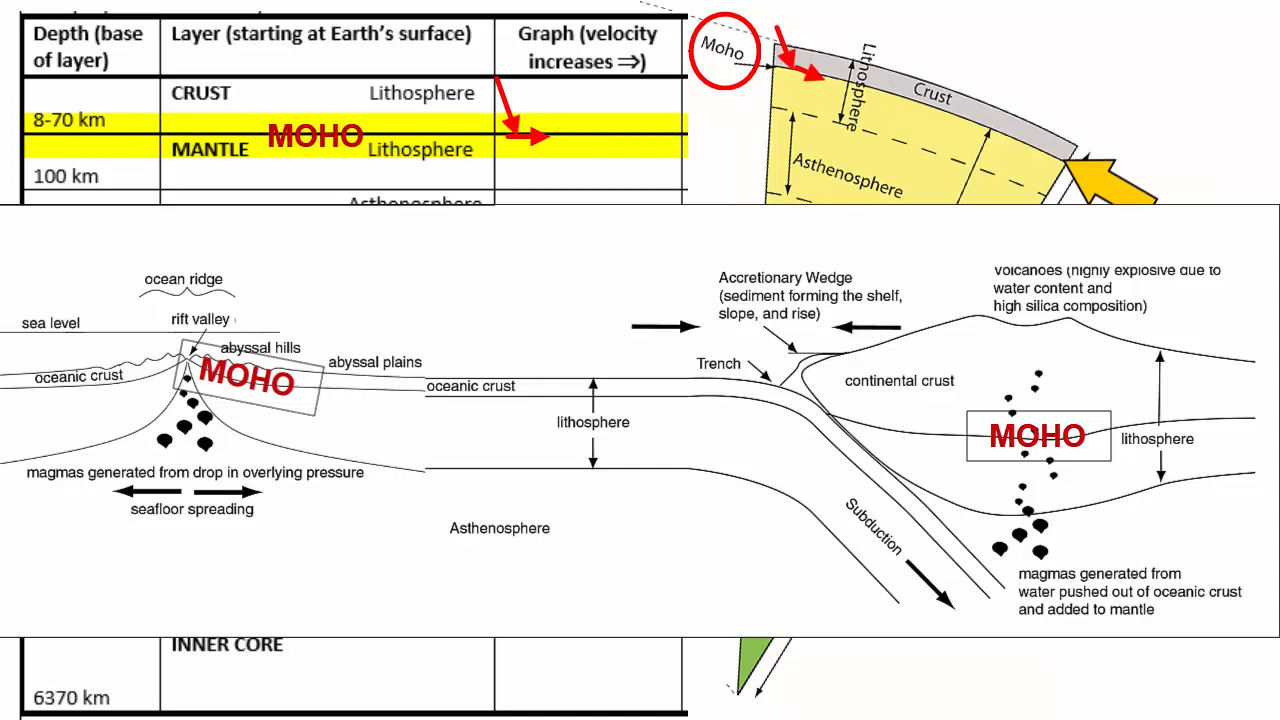 Depth (base
of layer)
Layer (starting at Earth's surface)
Graph (velocity
increases ⇒)
CRUST
Lithosphere
8-70 km
MOHO
MANTLE
Lithosphere
100 km
Asthenosphere
Moho
Lithosphere
Crust
Asthenosphere
ocean ridge
sea level
rift valley
abyssal hills
abyssal plains
MOHO
oceanic crust
oceanic crust
lithosphere
magmas generated from drop in overlying pressure
seafloor spreading
Asthenosphere
Accretionary Wedge
(sediment forming the shelf,
slope, and rise)
Trench
volcanoes (highly explosive due to
water content and
high silica composition)
continental crust
MOHO
lithosphere
Subduction
magmas generated from
water pushed out of oceanic crust
and added to mantle
INNER CORE
6370 km